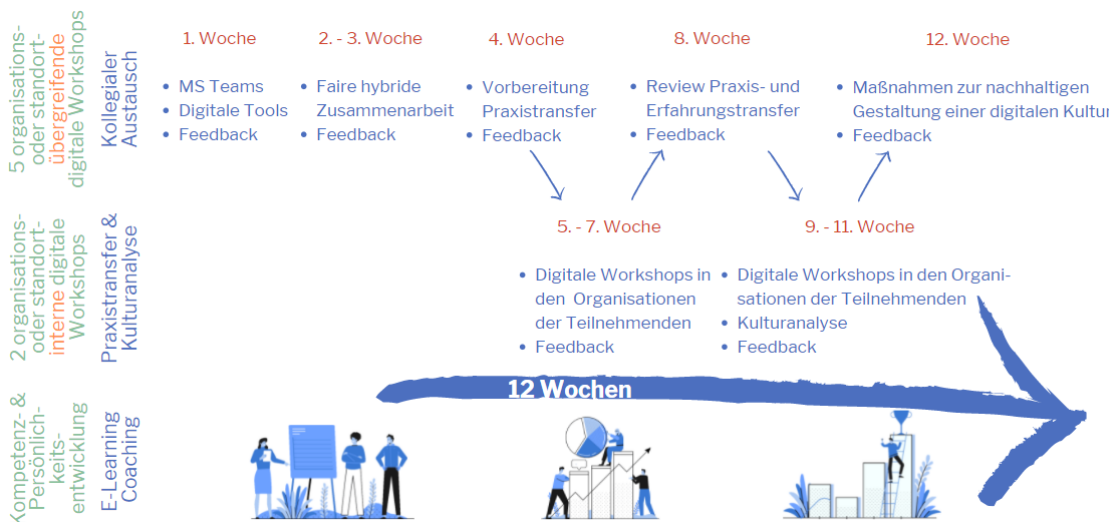 5 organisations-
oder standort-
übergreifende
digitale Workshops
Kollegialer
Austausch
1. Woche
• MS Teams
• Digitale Tools
• Feedback
2. - 3. Woche
• Faire hybride
Zusammenarbeit
• Feedback
4. Woche
• Vorbereitung
Praxistransfer
• Feedback
8. Woche
• Review Praxis- und
Erfahrungstransfer
• Feedback
12. Woche
• Maßnahmen zur nachhaltigen
Gestaltung einer digitalen Kultur
• Feedback
2 organisations-
oder standort-
interne digitale
Workshops
Praxistransfer &
Kulturanalyse
5. - 7. Woche
• Digitale Workshops in
den Organisationen
der Teilnehmenden
• Feedback
9. - 11. Woche
• Digitale Workshops in den Organi-
sationen der Teilnehmenden
• Kulturanalyse
• Feedback
12 Wochen
Kompetenz- &
Persönlich-
keits-
entwicklung
E-Learning
Coaching